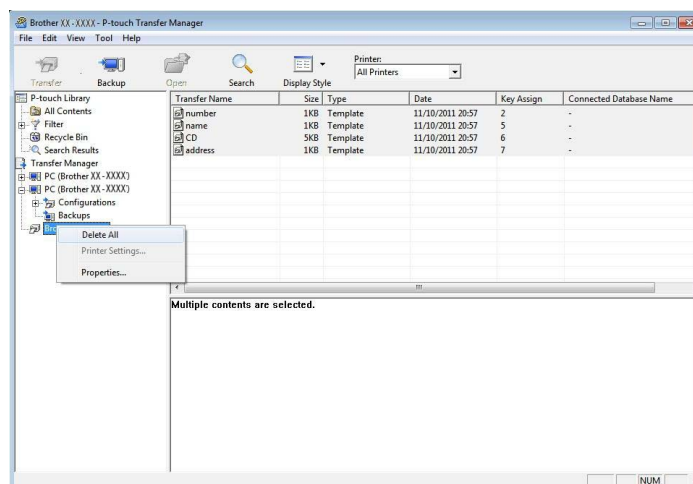 Brother XX-XXXX - P-touch Transfer Manager
File Edit View Tool Help
Transfer Backup Open Search Display Style
Printer:
All Printers
P-touch Library
All Contents
Filter
Recycle Bin
Search Results
Transfer Manager
PC (Brother XX-XXXX)
PC (Brother XX-XXXX)
Configurations
Backups
Delete All
Printer Settings...
Properties...
Transfer Name Size Type Date Key Assign Connected Database Name
number 1KB Template 11/10/2011 20:57 2 -
name 1KB Template 11/10/2011 20:57 5 -
CD 5KB Template 11/10/2011 20:57 6 -
address 1KB Template 11/10/2011 20:57 7 -
Multiple contents are selected.
NUM